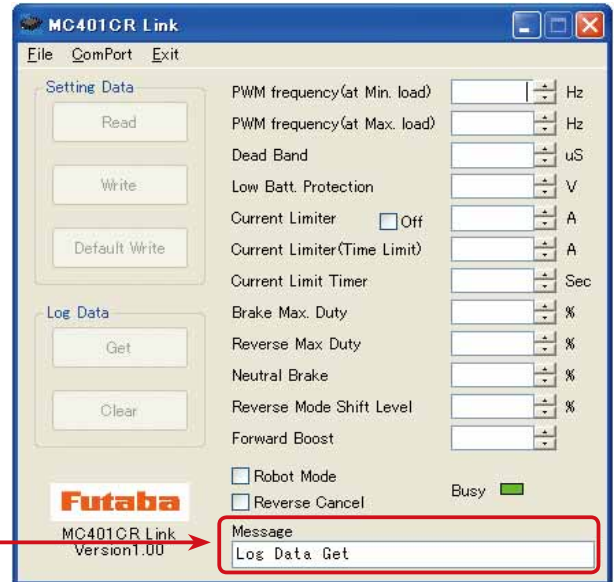 MC401CR Link
File ComPort Exit
Setting Data
Read
Write
Default Write
Log Data
Get
Clear
Futaba
MC401CR Link
Version1.00
PWM frequency(at Min. load) Hz
PWM frequency(at Max. load) Hz
Dead Band uS
Low Batt. Protection V
Current Limiter Off A
Current Limiter(Time Limit) A
Current Limit Timer Sec
Brake Max. Duty %
Reverse Max Duty %
Neutral Brake %
Reverse Mode Shift Level %
Forward Boost
Robot Mode
Reverse Cancel
Busy
Message
Log Data Get